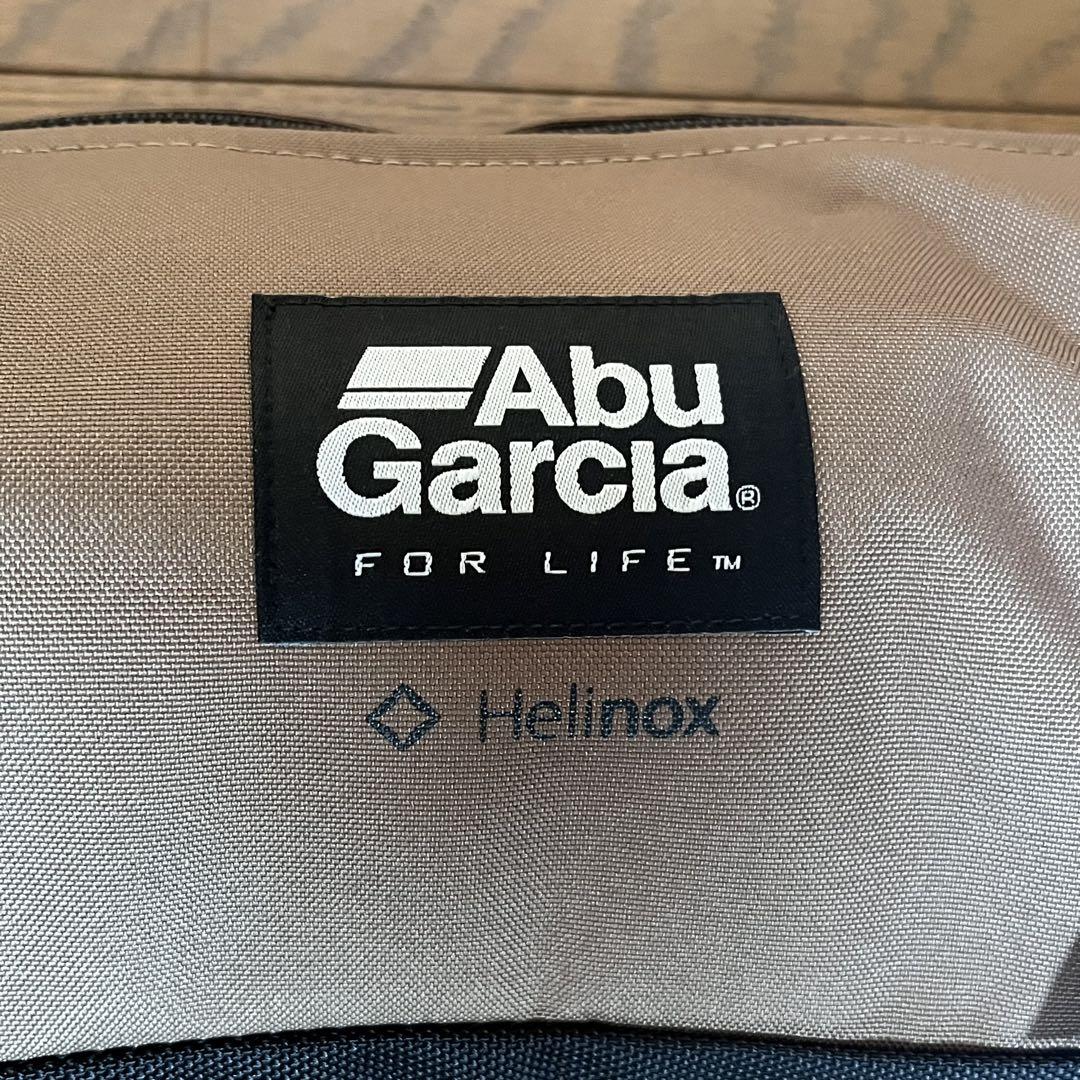 Abu
Garcia®
FOR LIFE™
Helinox